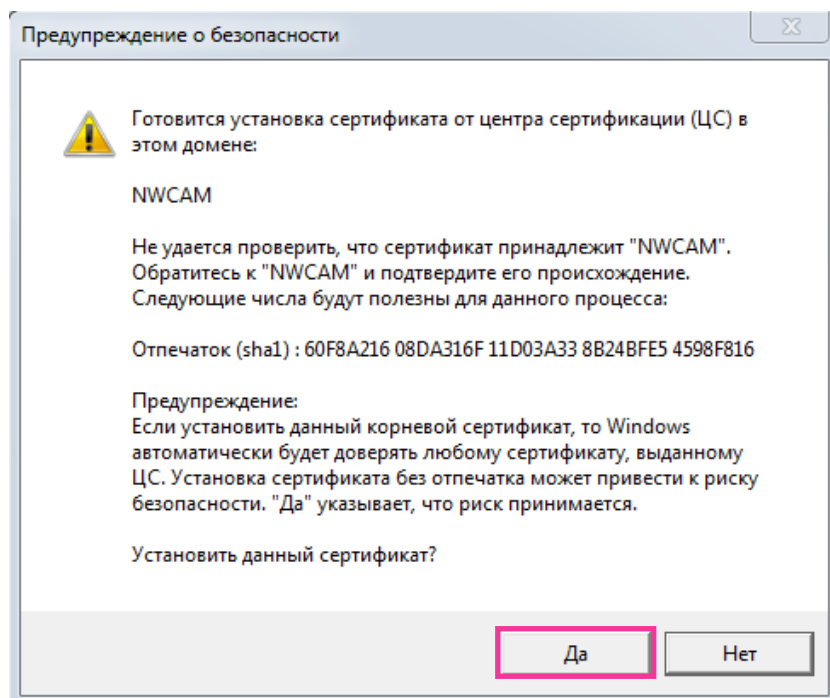 Предупреждение о безопасности
Готовится установка сертификата от центра сертификации (ЦС) в
этом домене:
NWCAM
Не удается проверить, что сертификат принадлежит "NWCAM".
Обратитесь к "NWCAM" и подтвердите его происхождение.
Следующие числа будут полезны для данного процесса:
Отпечаток (sha1) : 60F8A216 08DA316F 11D03A33 8B24BFE5 4598F816
Предупреждение:
Если установить данный корневой сертификат, то Windows
автоматически будет доверять любому сертификату, выданному
ЦС. Установка сертификата без отпечатка может привести к риску
безопасности. "Да" указывает, что риск принимается.
Установить данный сертификат?
Да
Нет